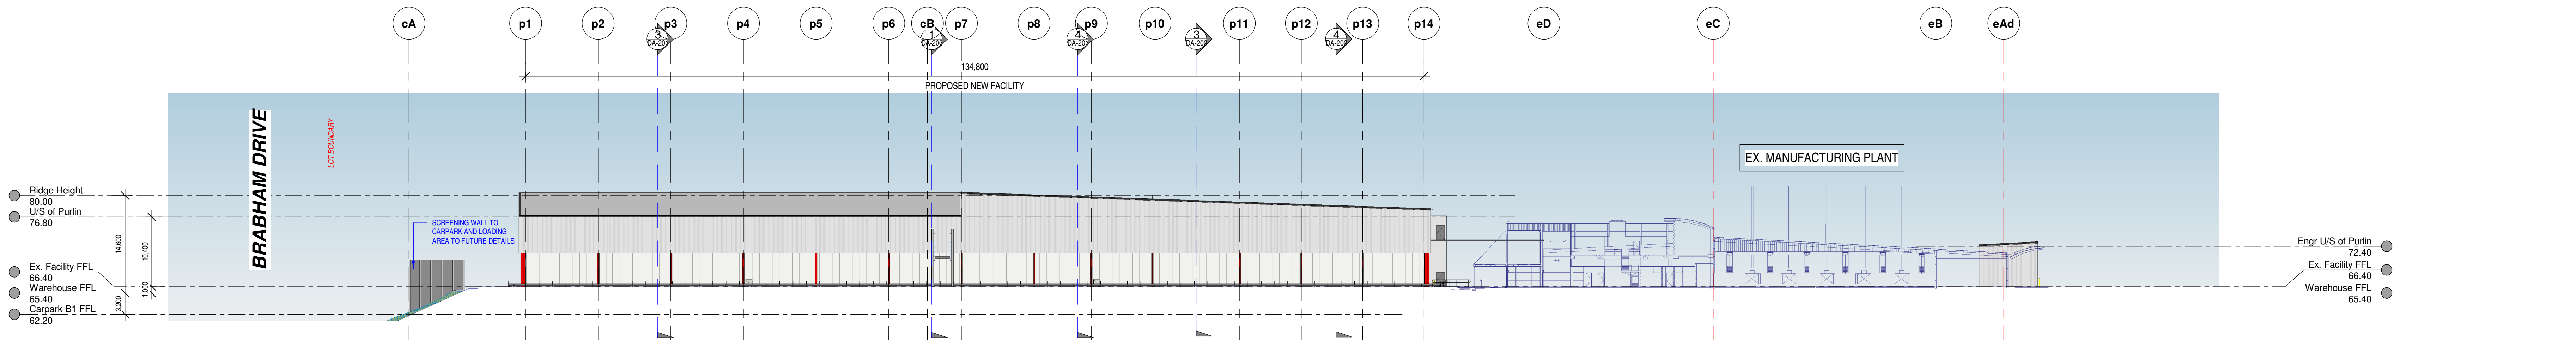 cA p1 p2 p3 p4 p5 p6 cB p7 p8 p9 p10 p11 p12 p13 p14 eD eC eB eAd
3 1 4 3 4
DA-201 DA-200 DA-201 DA-200 DA-200
134,800
PROPOSED NEW FACILITY
BRABHAM DRIVE
LOT BOUNDARY
EX. MANUFACTURING PLANT
Ridge Height
80.00
U/S of Purlin
76.80
SCREENING WALL TO
CARPARK AND LOADING
AREA TO FUTURE DETAILS
14,600
10,400
1,000
3,200
Ex. Facility FFL
66.40
Warehouse FFL
65.40
Carpark B1 FFL
62.20
Engr U/S of Purlin
72.40
Ex. Facility FFL
66.40
Warehouse FFL
65.40